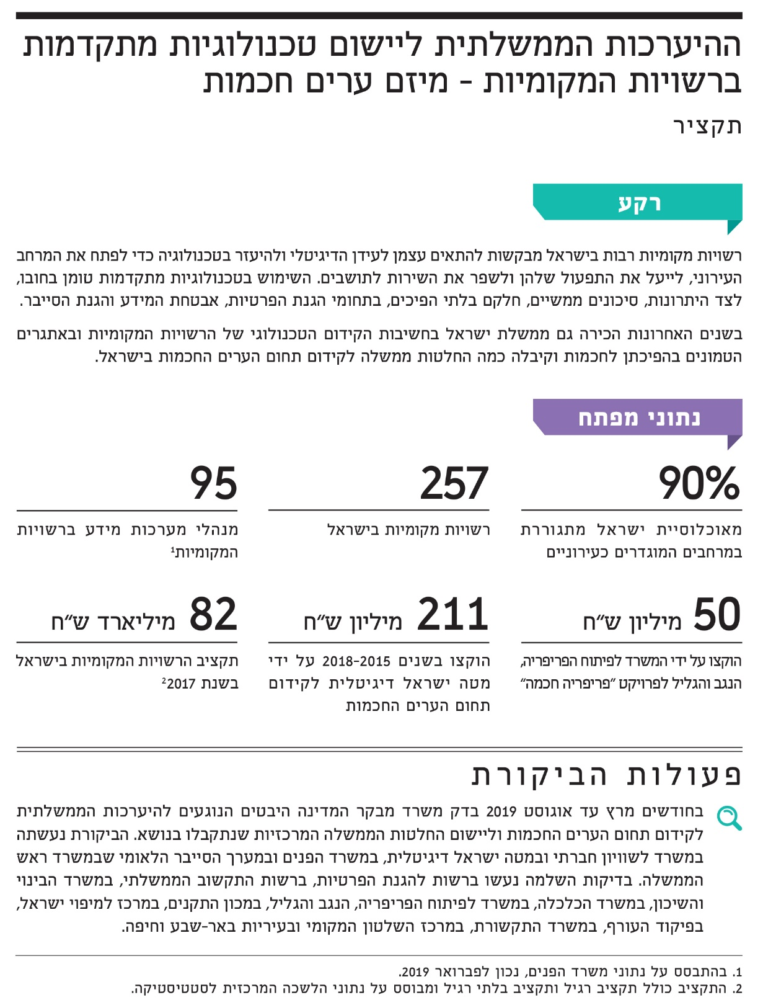 ההיערכות הממשלתית ליישום טכנולוגיות מתקדמות
ברשויות המקומיות - מיזם ערים חכמות
תקציר
רקע
רשויות מקומיות רבות בישראל מבקשות להתאים עצמן לעידן הדיגיטלי ולהיעזר בטכנולוגיה כדי לפתח את המרחב
העירוני, לייעל את התפעול שלהן ולשפר את השירות לתושבים. השימוש בטכנולוגיות מתקדמות טומן בחובו,
לצד היתרונות, סיכונים ממשיים, חלקם בלתי הפיכים, בתחומי הגנת הפרטיות, אבטחת המידע והגנת הסייבר.
בשנים האחרונות הכירה גם ממשלת ישראל בחשיבות הקידום הטכנולוגי של הרשויות המקומיות ובאתגרים
הטמונים בהפיכתן לחכמות וקיבלה כמה החלטות ממשלה לקידום תחום הערים החכמות בישראל.
נתוני מפתח
90%
מאוכלוסיית ישראל מתגוררת
במרחבים המוגדרים כעירוניים
257
רשויות מקומיות בישראל
95
מנהלי מערכות מידע ברשויות
המקומיות¹
50 מיליון ש"ח
הוקצו על ידי המשרד לפיתוח הפריפריה,
הנגב והגליל לפרויקט "פריפריה חכמה"
211 מיליון ש"ח
הוקצו בשנים 2018-2015 על ידי
מטה ישראל דיגיטלית לקידום
תחום הערים החכמות
82 מיליארד ש"ח
תקציב הרשויות המקומיות בישראל
בשנת 2017²
פעולות הביקורת
בחודשים מרץ עד אוגוסט 2019 בדק משרד מבקר המדינה היבטים הנוגעים להיערכות הממשלתית
לקידום תחום הערים החכמות וליישום החלטות הממשלה המרכזיות שנתקבלו בנושא. הביקורת נעשתה
במשרד לשוויון חברתי ובמטה ישראל דיגיטלית, במשרד הפנים ובמערך הסייבר הלאומי שבמשרד ראש
הממשלה. בדיקות השלמה נעשו ברשות להגנת הפרטיות, ברשות התקשוב הממשלתי, במשרד הבינוי
והשיכון, במשרד הכלכלה, במשרד לפיתוח הפריפריה, הנגב והגליל, במכון התקנים, במרכז למיפוי ישראל,
בפיקוד העורף, במשרד התקשורת, במרכז השלטון המקומי ובעיריות באר-שבע וחיפה.
1. בהתבסס על נתוני משרד הפנים, נכון לפברואר 2019.
2. התקציב כולל תקציב רגיל ותקציב בלתי רגיל ומבוסס על נתוני הלשכה המרכזית לסטטיסטיקה.